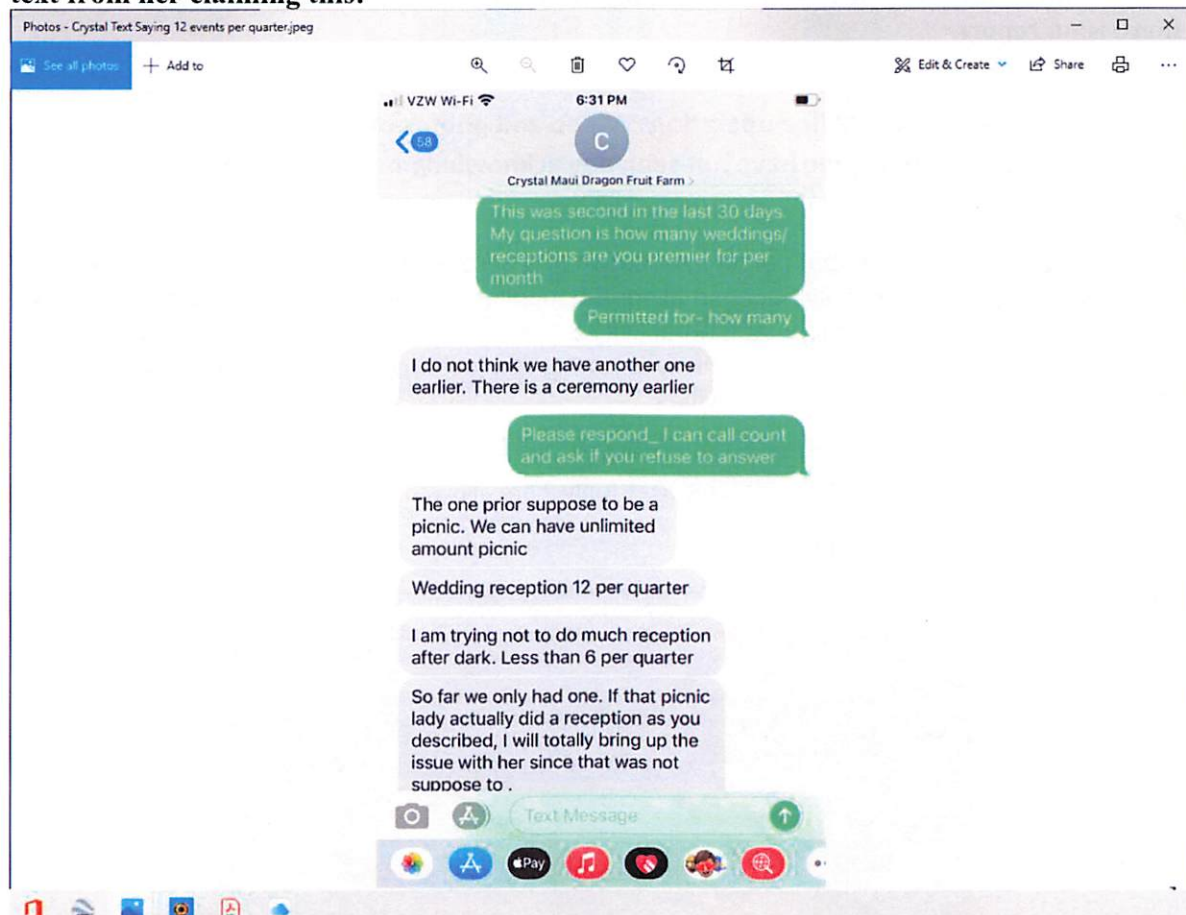 text from her claiming this.
Photos - Crystal Text Saying 12 events per quarter.jpeg
See all photos
Add to
Edit & Create
Share
VZW Wi-Fi
6:31 PM
58
C
Crystal Maui Dragon Fruit Farm
This was second in the last 30 days.
My question is how many weddings/
receptions are you premier for per
month
Permitted for- how many
I do not think we have another one
earlier. There is a ceremony earlier
Please respond_ I can call count
and ask if you refuse to answer
The one prior suppose to be a
picnic. We can have unlimited
amount picnic
Wedding reception 12 per quarter
I am trying not to do much reception
after dark. Less than 6 per quarter
So far we only had one. If that picnic
lady actually did a reception as you
described, I will totally bring up the
issue with her since that was not
suppose to .
Text Message
Pay